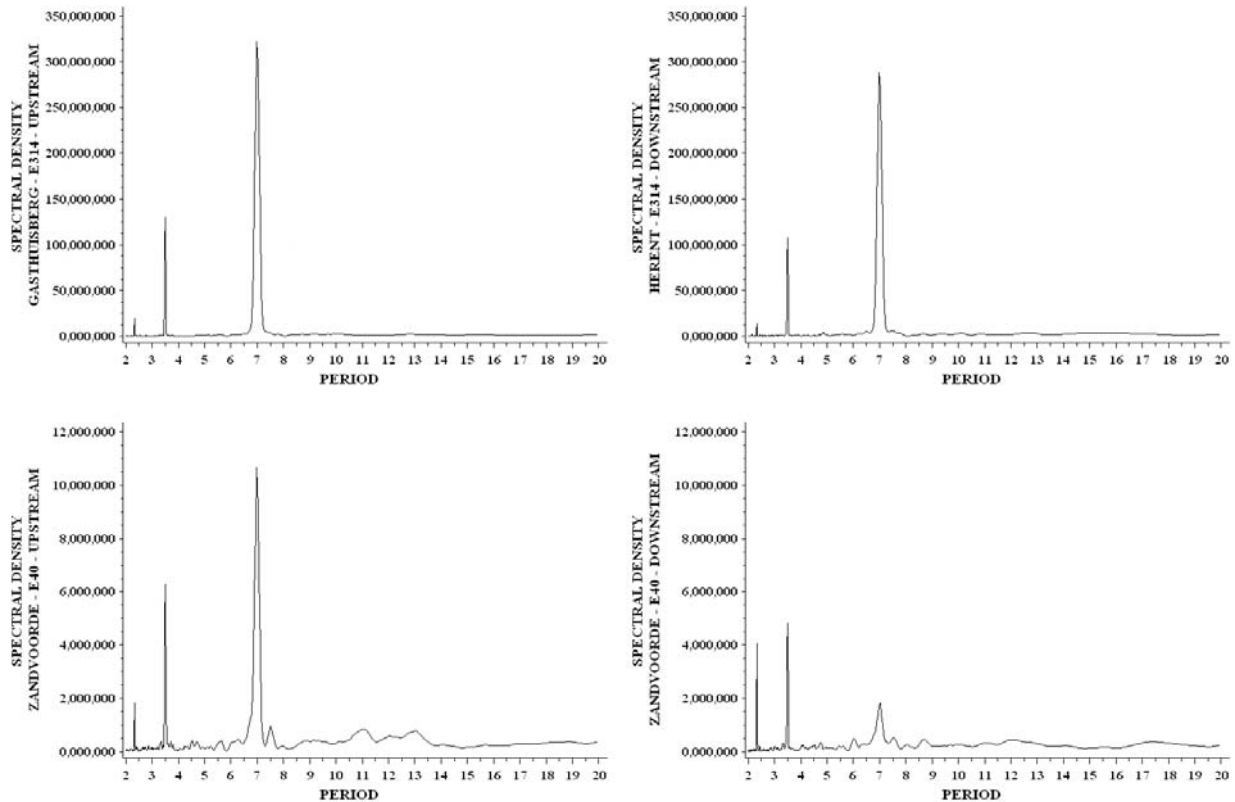 SPECTRAL DENSITY
GASTHUISBERG - E314 - UPSTREAM
350,000,000
300,000,000
250,000,000
200,000,000
150,000,000
100,000,000
50,000,000
0,000,000
2 3 4 5 6 7 8 9 10 11 12 13 14 15 16 17 18 19 20
PERIOD
SPECTRAL DENSITY
HERENT - E314 - DOWNSTREAM
350,000,000
300,000,000
250,000,000
200,000,000
150,000,000
100,000,000
50,000,000
0,000,000
2 3 4 5 6 7 8 9 10 11 12 13 14 15 16 17 18 19 20
PERIOD
SPECTRAL DENSITY
ZANDVOORDE - E40 - UPSTREAM
12,000,000
10,000,000
8,000,000
6,000,000
4,000,000
2,000,000
0,000,000
2 3 4 5 6 7 8 9 10 11 12 13 14 15 16 17 18 19 20
PERIOD
SPECTRAL DENSITY
ZANDVOORDE - E40 - DOWNSTREAM
12,000,000
10,000,000
8,000,000
6,000,000
4,000,000
2,000,000
0,000,000
2 3 4 5 6 7 8 9 10 11 12 13 14 15 16 17 18 19 20
PERIOD